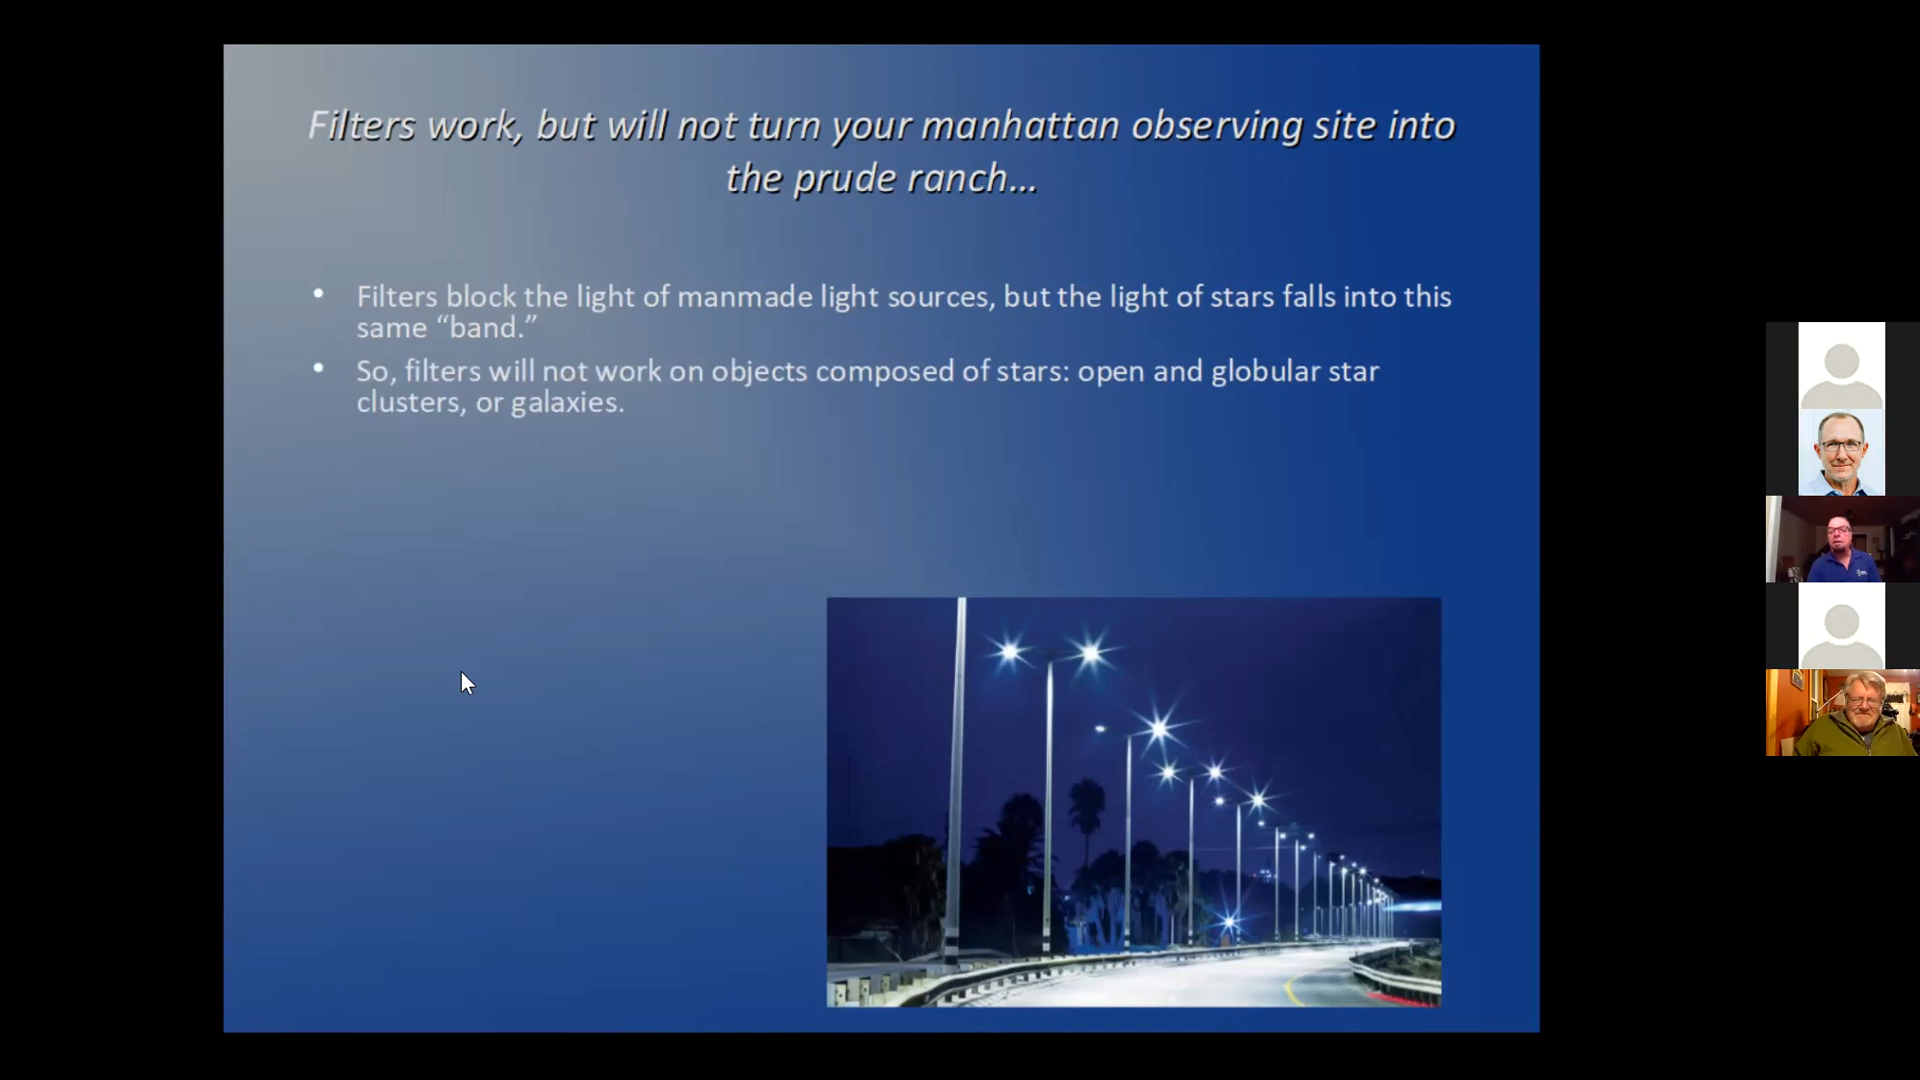 Filters work, but will not turn your manhattan observing site into
the prude ranch...
• Filters block the light of manmade light sources, but the light of stars falls into this
same “band.”
• So, filters will not work on objects composed of stars: open and globular star
clusters, or galaxies.